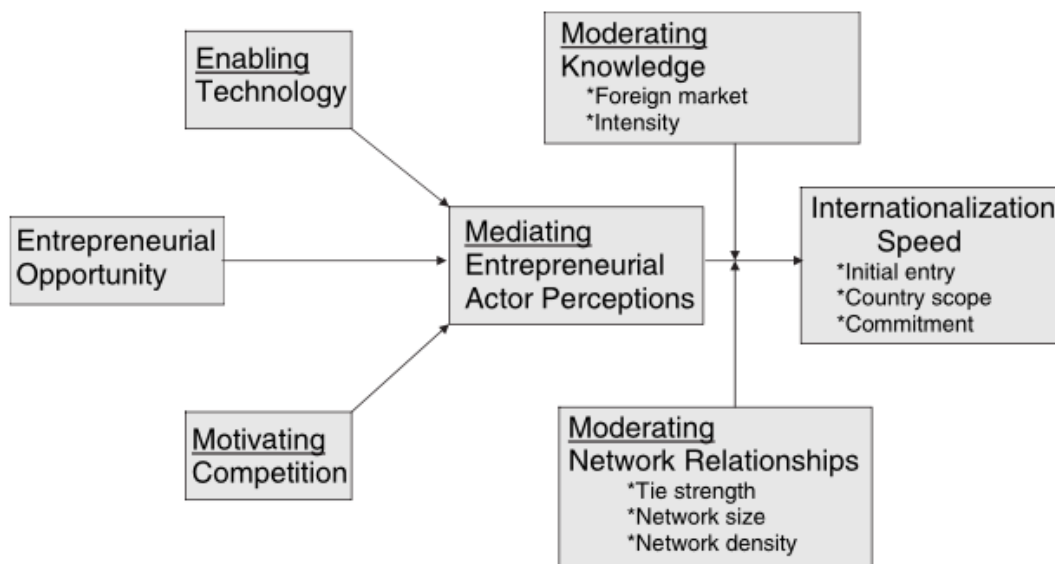 Enabling
Technology
Moderating
Knowledge
*Foreign market
*Intensity
Entrepreneurial
Opportunity
Mediating
Entrepreneurial
Actor Perceptions
Internationalization
Speed
*Initial entry
*Country scope
*Commitment
Motivating
Competition
Moderating
Network Relationships
*Tie strength
*Network size
*Network density